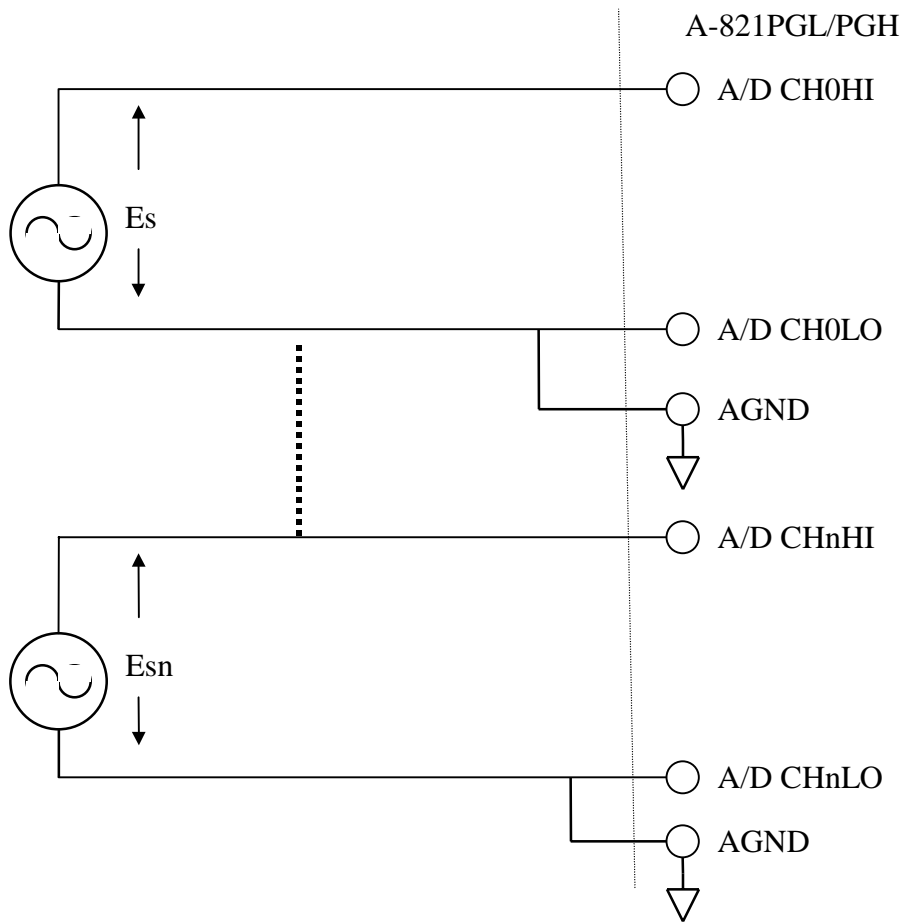 A-821PGL/PGH
A/D CH0HI
Es
A/D CH0LO
AGND
A/D CHnHI
Esn
A/D CHnLO
AGND